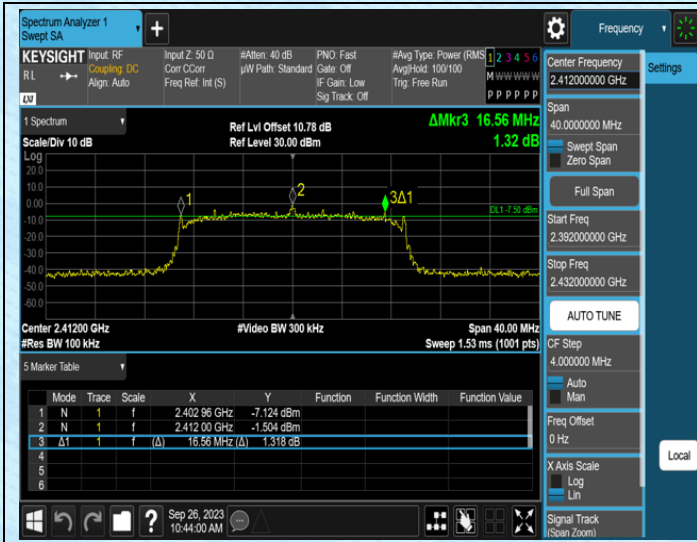 Spectrum Analyzer 1
Swept SA
+
Frequency
KEYSIGHT
RL
Input: RF
Coupling: DC
Align: Auto
Input Z: 50 Ω
Corr CCorr
Freq Ref: Int (S)
#Atten: 40 dB
µW Path: Standard
PNO: Fast
Gate: Off
IF Gain: Low
Sig Track: Off
#Avg Type: Power (RMS
Avg|Hold: 100/100
Trig: Free Run
1 2 3 4 5 6
M W W W W W
P P P P P P
LXI
1 Spectrum
Scale/Div 10 dB
Ref Lvl Offset 10.78 dB
Ref Level 30.00 dBm
ΔMkr3 16.56 MHz
1.32 dB
Log
20.0
10.0
0.00
-10.0
-20.0
-30.0
-40.0
-50.0
-60.0
1
2
3Δ1
DL1 -7.50 dBm
Center 2.41200 GHz
#Res BW 100 kHz
#Video BW 300 kHz
Span 40.00 MHz
Sweep 1.53 ms (1001 pts)
5 Marker Table
Mode Trace Scale X Y Function Function Width Function Value
1 N 1 f 2.402 96 GHz -7.124 dBm
2 N 1 f 2.412 00 GHz -1.504 dBm
3 Δ1 1 f (Δ) 16.56 MHz (Δ) 1.318 dB
4
5
6
?
Sep 26, 2023
10:44:00 AM
Center Frequency
2.412000000 GHz
Span
40.0000000 MHz
Swept Span
Zero Span
Full Span
Start Freq
2.392000000 GHz
Stop Freq
2.432000000 GHz
AUTO TUNE
CF Step
4.000000 MHz
Auto
Man
Freq Offset
0 Hz
X Axis Scale
Log
Lin
Signal Track
(Span Zoom)
Settings
Local